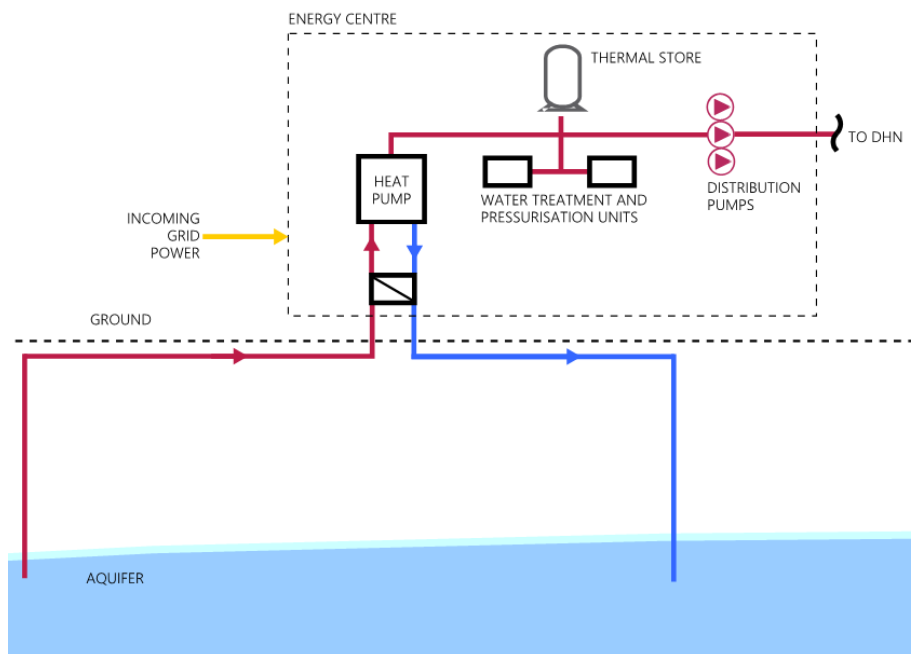 ENERGY CENTRE
THERMAL STORE
TO DHN
HEAT
PUMP
WATER TREATMENT AND
PRESSURISATION UNITS
DISTRIBUTION
PUMPS
INCOMING
GRID
POWER
GROUND
AQUIFER